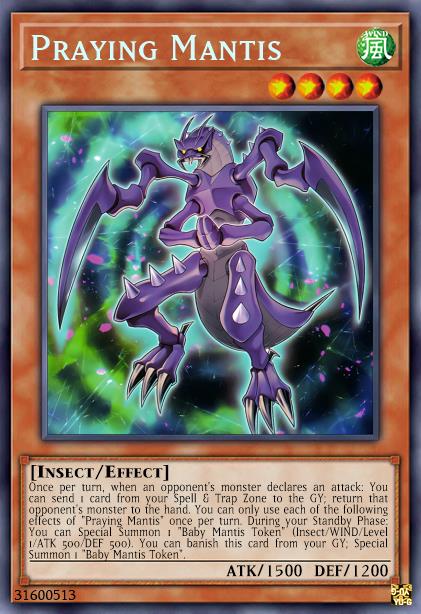 PRAYING MANTIS
WIND
風
[INSECT/EFFECT]
Once per turn, when an opponent's monster declares an attack: You
can send 1 card from your Spell & Trap Zone to the GY; return that
opponent's monster to the hand. You can only use each of the following
effects of "Praying Mantis" once per turn. During your Standby Phase:
You can Special Summon 1 "Baby Mantis Token" (Insect/WIND/Level
1/ATK 500/DEF 500). You can banish this card from your GY; Special
Summon 1 "Baby Mantis Token".
ATK/1500 DEF/1200
31600513